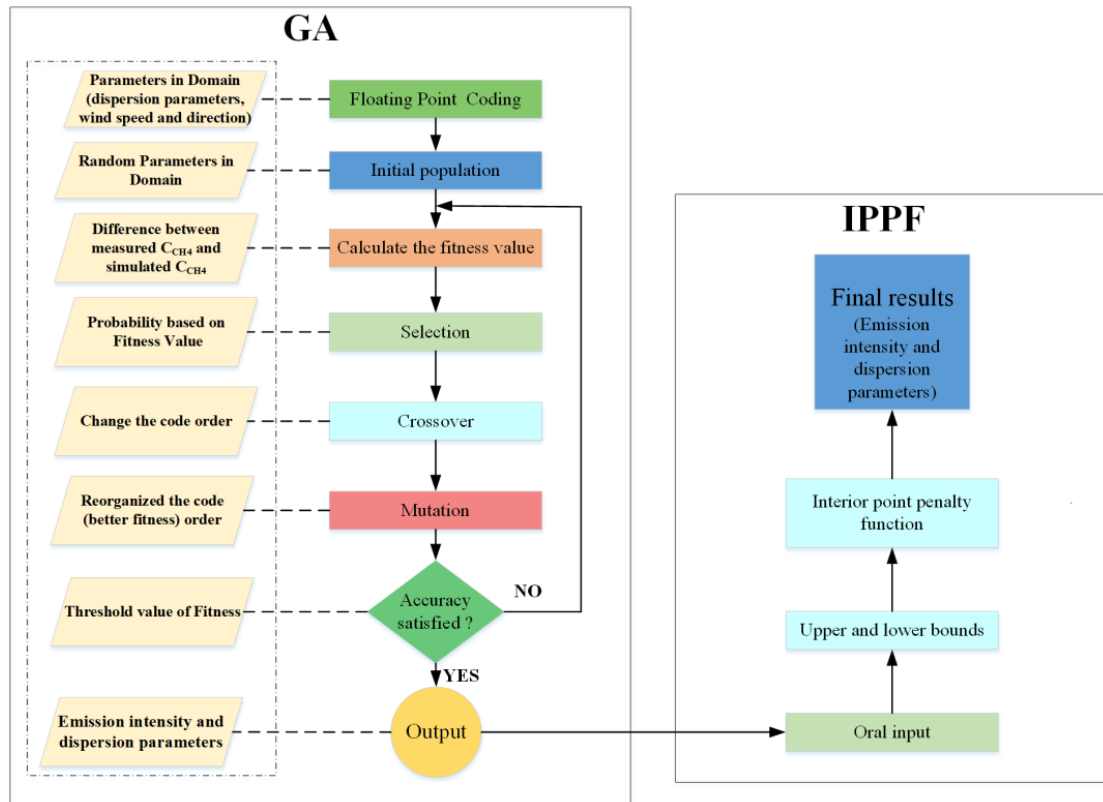 GA
Parameters in Domain
(dispersion parameters,
wind speed and direction)
Floating Point Coding
Random Parameters in
Domain
Initial population
Difference between
measured C_CH4 and
simulated C_CH4
Calculate the fitness value
Probability based on
Fitness Value
Selection
Change the code order
Crossover
Reorganized the code
(better fitness) order
Mutation
Threshold value of Fitness
Accuracy
satisfied ?
NO
YES
Emission intensity and
dispersion parameters
Output
IPPF
Final results
(Emission
intensity and
dispersion
parameters)
Interior point penalty
function
Upper and lower bounds
Oral input